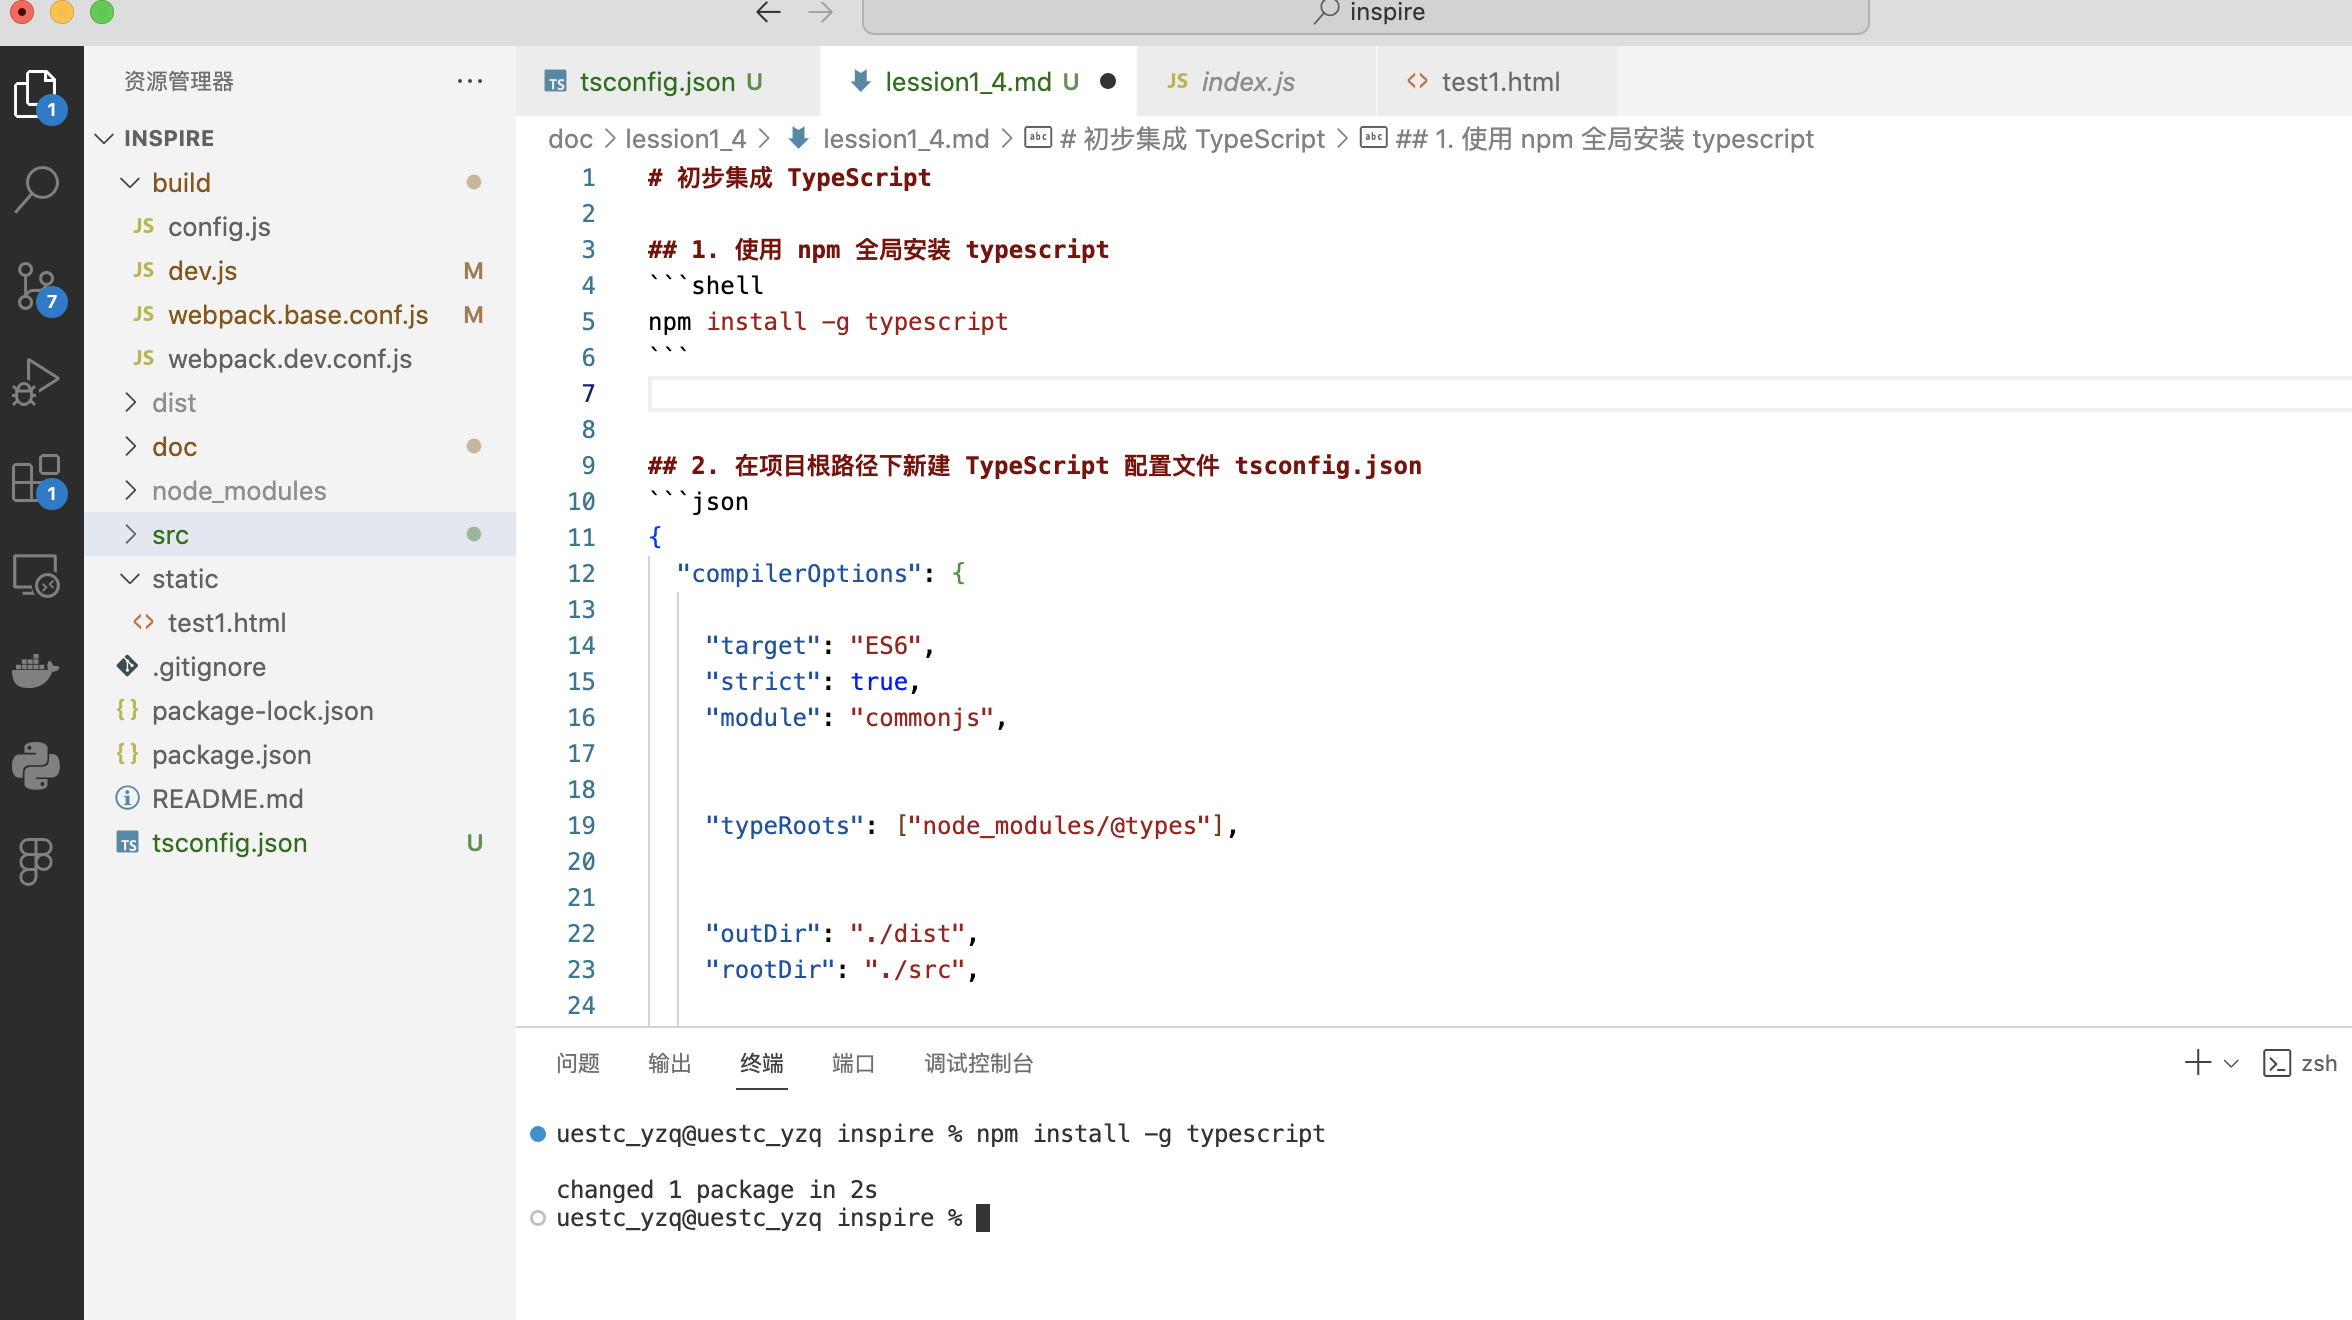 inspire
资源管理器
INSPIRE
build
JS config.js
JS dev.js M
JS webpack.base.conf.js M
JS webpack.dev.conf.js
dist
doc
node_modules
src
static
<> test1.html
.gitignore
{} package-lock.json
{} package.json
README.md
TS tsconfig.json U
1
7
1
TS tsconfig.json U
lession1_4.md U
JS index.js
<> test1.html
doc > lession1_4 > lession1_4.md > abc # 初步集成 TypeScript > abc ## 1. 使用 npm 全局安装 typescript
1 # 初步集成 TypeScript
2
3 ## 1. 使用 npm 全局安装 typescript
4 ```shell
5 npm install -g typescript
6 ```
7
8
9 ## 2. 在项目根路径下新建 TypeScript 配置文件 tsconfig.json
10 ```json
11 {
12 "compilerOptions": {
13
14 "target": "ES6",
15 "strict": true,
16 "module": "commonjs",
17
18
19 "typeRoots": ["node_modules/@types"],
20
21
22 "outDir": "./dist",
23 "rootDir": "./src",
24
问题 输出 终端 端口 调试控制台
zsh
uestc_yzq@uestc_yzq inspire % npm install -g typescript
changed 1 package in 2s
uestc_yzq@uestc_yzq inspire %